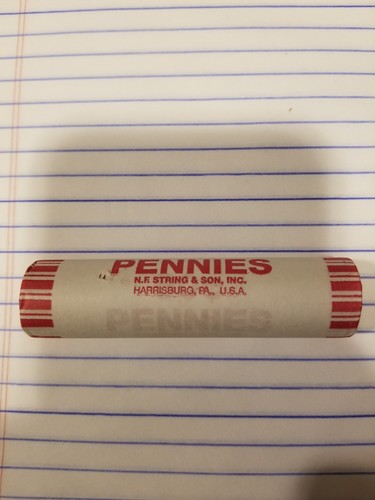 PENNIES
N.F. STRING & SON, INC.
HARRISBURG, PA., U.S.A.
PENNIES